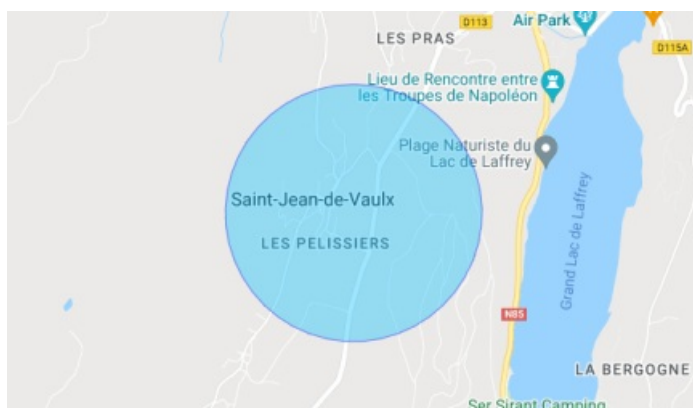 D113
Air Park
LES PRAS
D115A
Lieu de Rencontre entre
les Troupes de Napoléon
Plage Naturiste du
Lac de Laffrey
Saint-Jean-de-Vaulx
LES PELISSIERS
Grand Lac de Laffrey
N85
LA BERGOGNE
Ser Sirant Camping